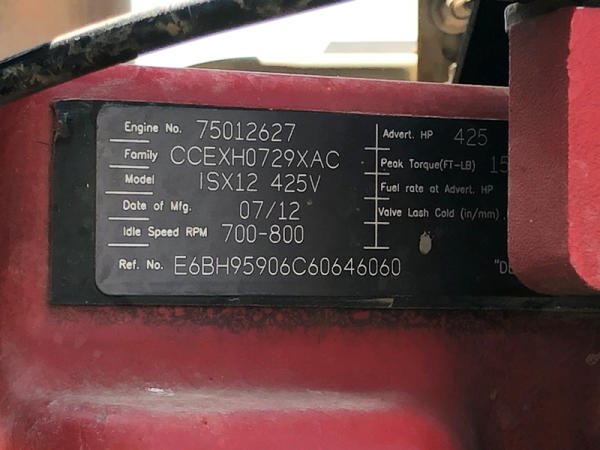 Engine No. 75012627
Family CCEXH0729XAC
Model ISX12 425V
Date of Mfg. 07/12
Idle Speed RPM 700-800
Ref. No. E6BH95906C60646060
Advert. HP 425
Peak Torque(FT-LB) 15
Fuel rate at Advert. HP
Valve Lash Cold (in/mm)